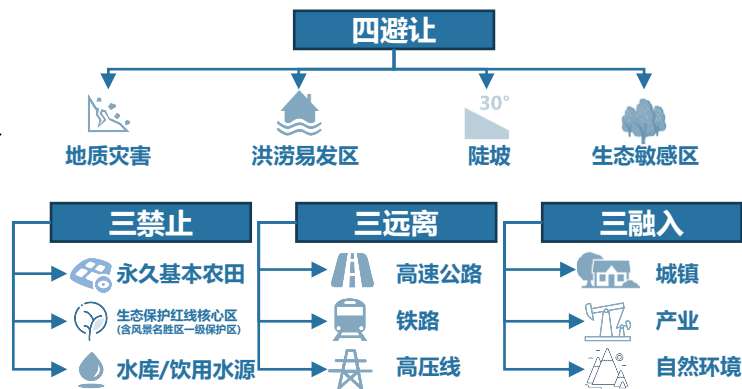 四避让
30°
地质灾害
洪涝易发区
陡坡
生态敏感区
三禁止
永久基本农田
生态保护红线核心区
(含风景名胜区一级保护区)
水库/饮用水源
三远离
高速公路
铁路
高压线
三融入
城镇
产业
自然环境